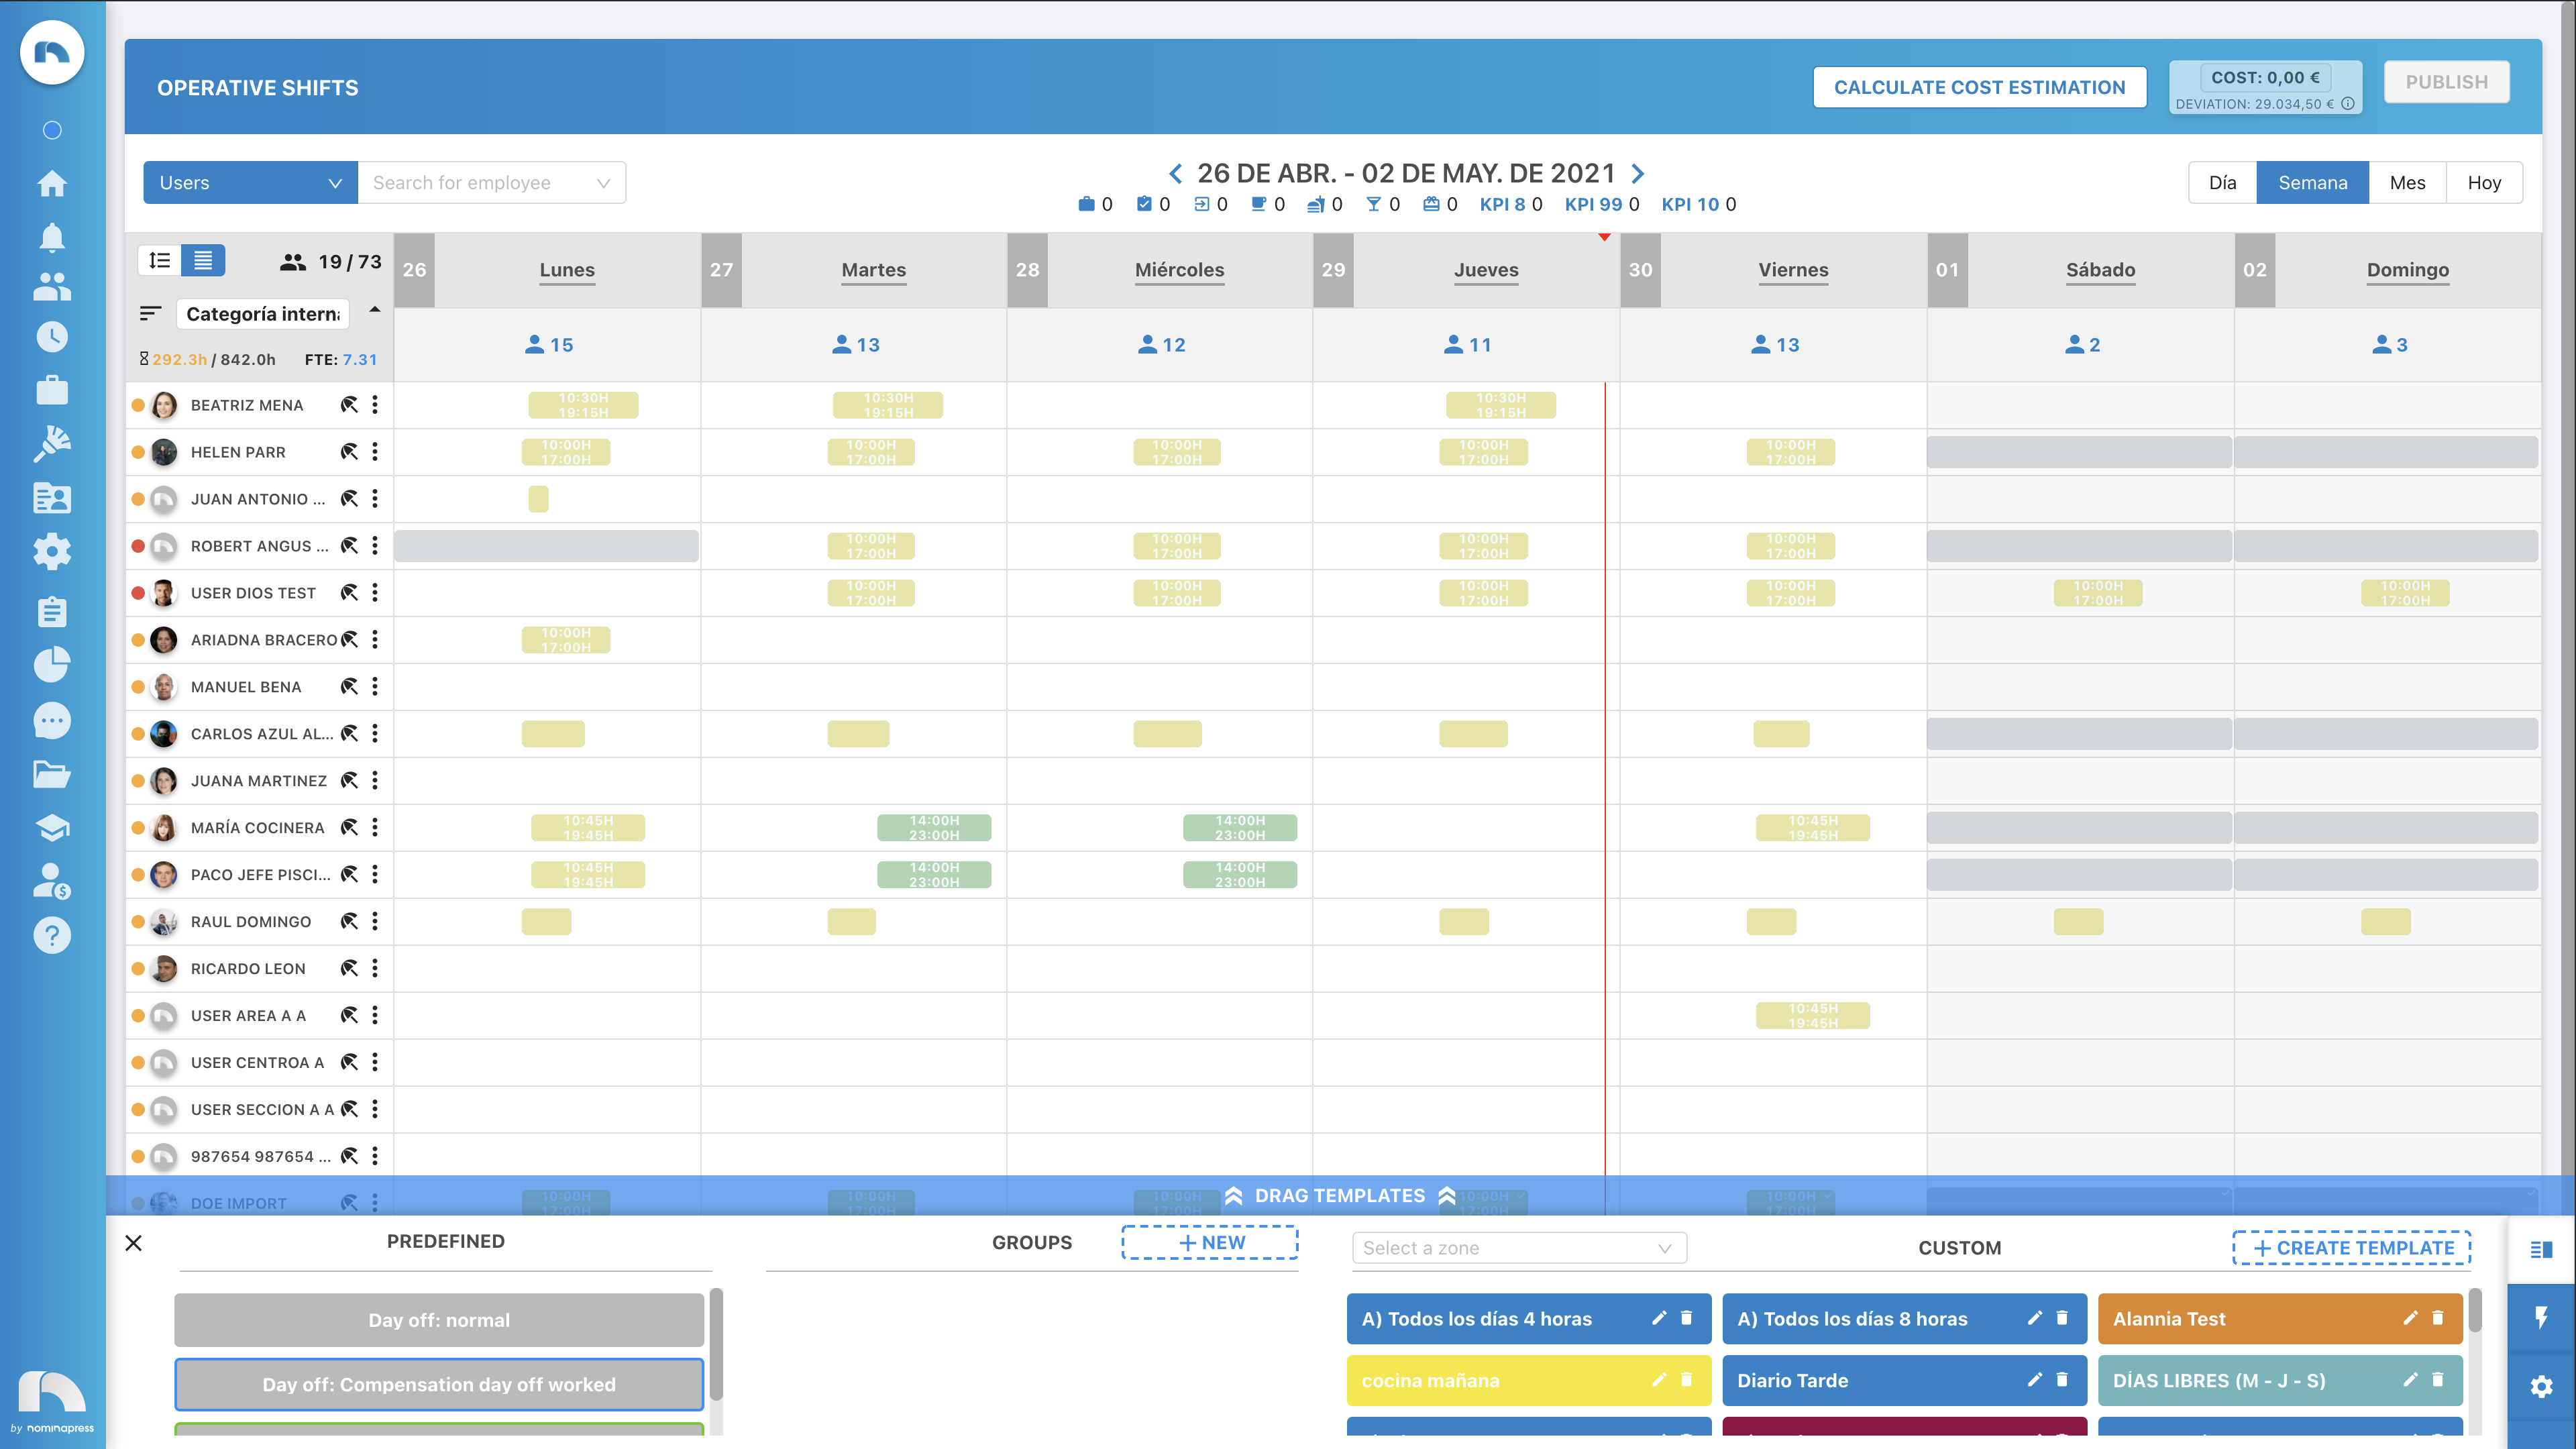 OPERATIVE SHIFTS
CALCULATE COST ESTIMATION
COST: 0,00 €
DEVIATION: 29.034,50 €
PUBLISH
Users
Search for employee
26 DE ABR. - 02 DE MAY. DE 2021
0 0 0 0 0 0 0 KPI 8 0 KPI 99 0 KPI 10 0
Día Semana Mes Hoy
19 / 73
26 Lunes 27 Martes 28 Miércoles 29 Jueves 30 Viernes 01 Sábado 02 Domingo
Categoría intern
292.3h / 842.0h FTE: 7.31
15 13 12 11 13 2 3
BEATRIZ MENA
10:30H 10:30H 10:30H
19:15H 19:15H 19:15H
HELEN PARR
10:00H 10:00H 10:00H 10:00H 10:00H
17:00H 17:00H 17:00H 17:00H 17:00H
JUAN ANTONIO ...
ROBERT ANGUS ...
10:00H 10:00H 10:00H 10:00H
17:00H 17:00H 17:00H 17:00H
USER DIOS TEST
10:00H 10:00H 10:00H 10:00H 10:00H 10:00H
17:00H 17:00H 17:00H 17:00H 17:00H 17:00H
ARIADNA BRACERO
10:00H
17:00H
MANUEL BENA
CARLOS AZUL AL...
JUANA MARTINEZ
MARÍA COCINERA
10:45H 14:00H 14:00H 10:45H
19:45H 23:00H 23:00H 19:45H
PACO JEFE PISCI...
10:45H 14:00H 14:00H
19:45H 23:00H 23:00H
RAUL DOMINGO
RICARDO LEON
USER AREA A A
10:45H
19:45H
USER CENTROA A
USER SECCION A A
987654 987654 ...
DOE IMPORT
10:00H 10:00H 10:00H 10:00H 10:00H
17:00H 17:00H 17:00H 17:00H 17:00H
DRAG TEMPLATES
PREDEFINED
GROUPS
+ NEW
Select a zone
CUSTOM
+ CREATE TEMPLATE
Day off: normal
Day off: Compensation day off worked
A) Todos los días 4 horas
A) Todos los días 8 horas
Alannia Test
cocina mañana
Diario Tarde
DÍAS LIBRES (M - J - S)
by nominapress